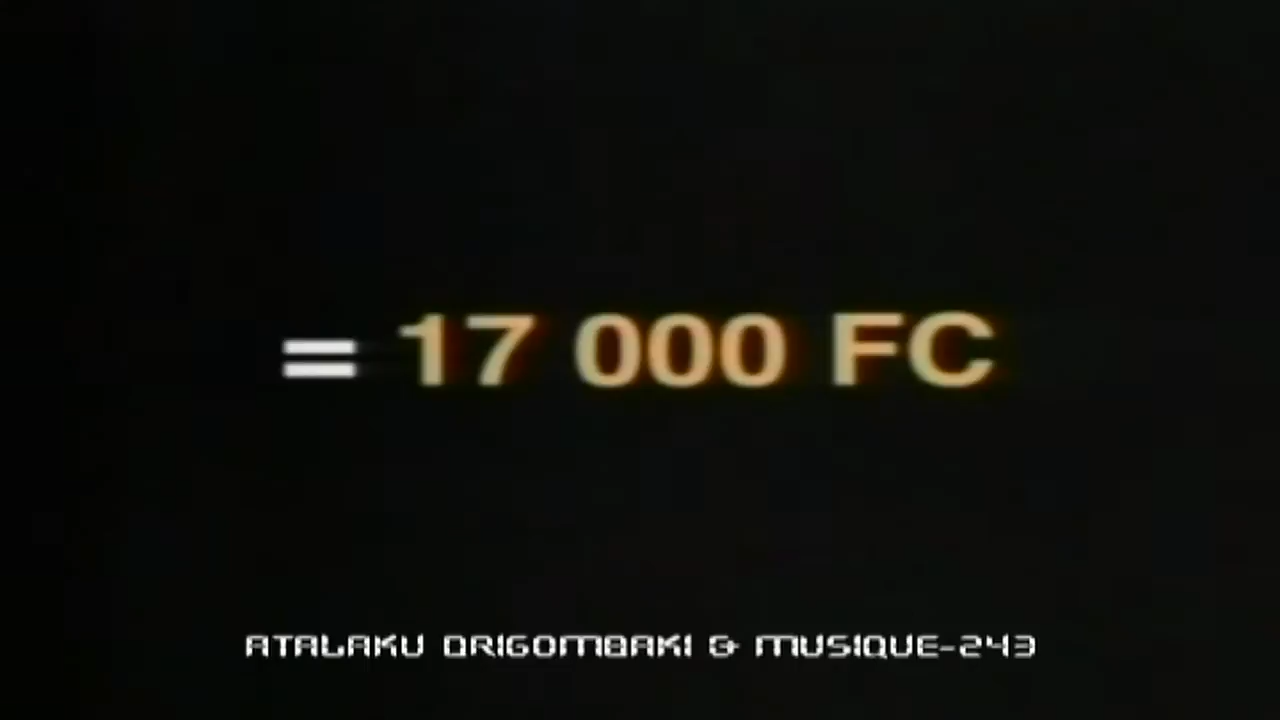 = 17 000 FC
ATALAKU ORIGOMBAKI & MUSIQUE-243